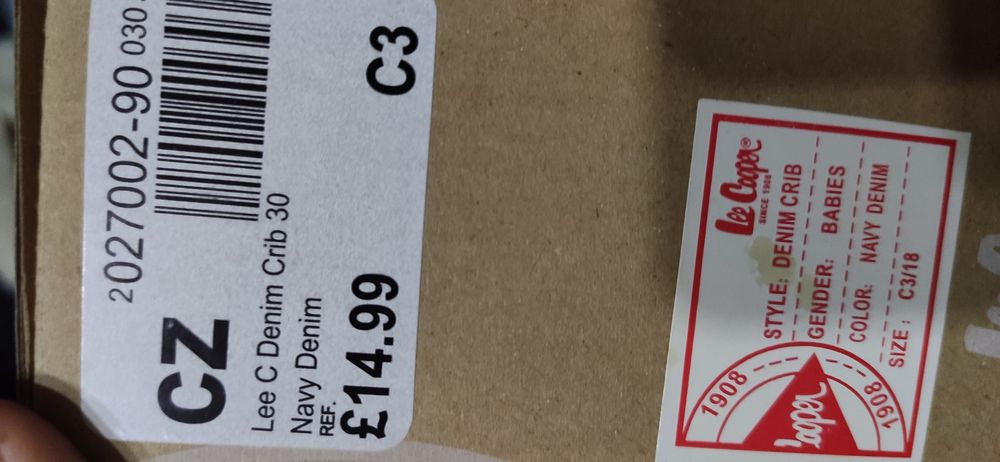 2027002-90 030
CZ
Lee C Denim Crib 30
Navy Denim
REF.
£14.99
C3
Lee Cooper®
SINCE 1908
STYLE: DENIM CRIB
GENDER: BABIES
COLOR: NAVY DENIM
SIZE : C3/18
1908
1908